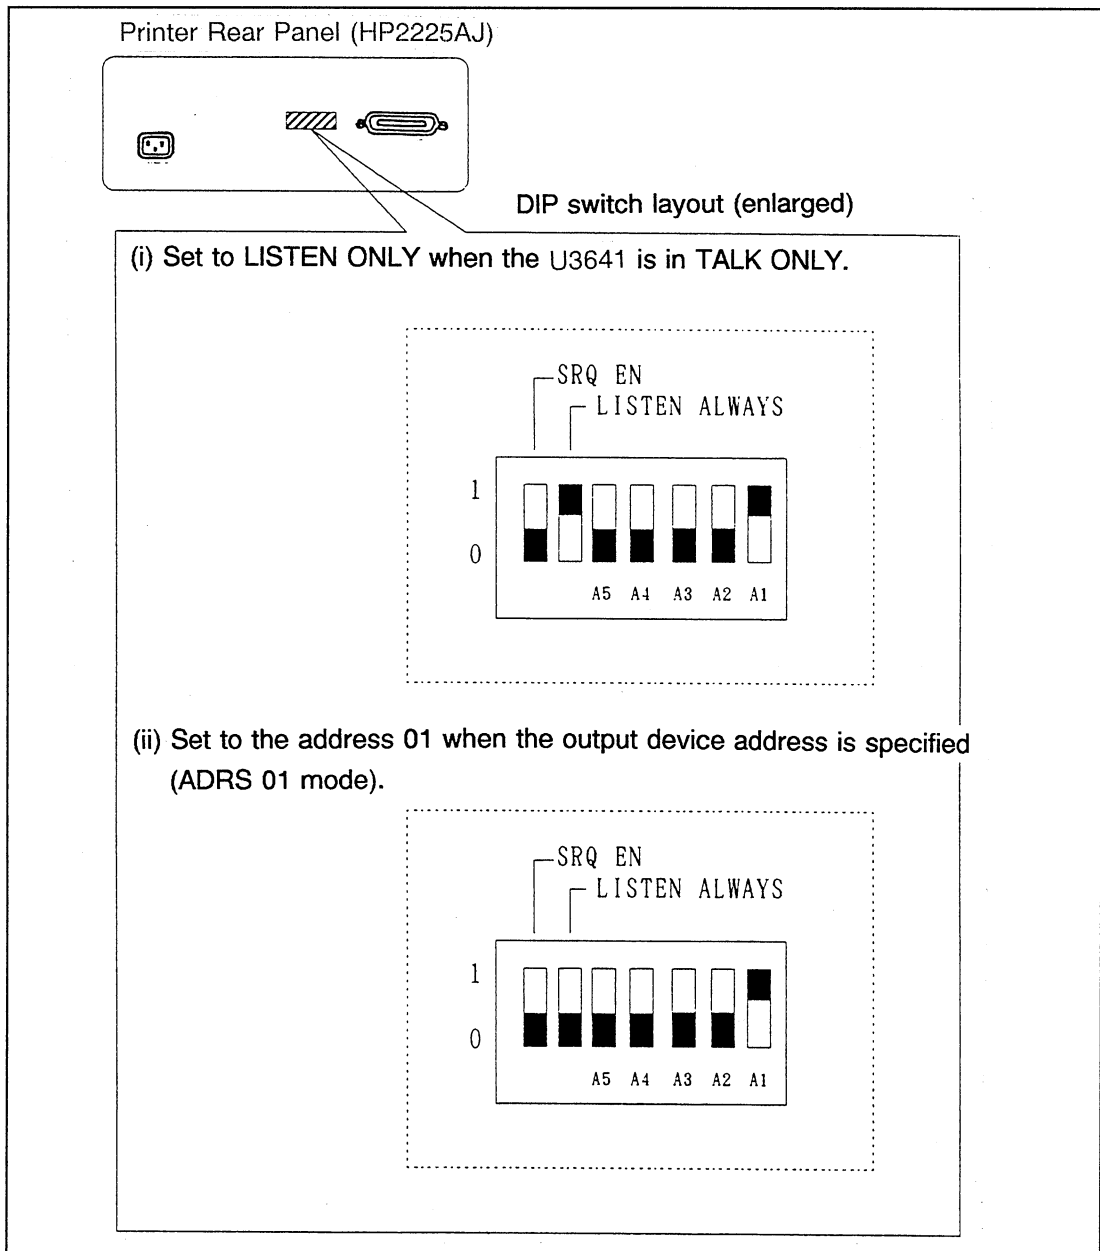 Printer Rear Panel (HP2225AJ)
DIP switch layout (enlarged)
(i) Set to LISTEN ONLY when the U3641 is in TALK ONLY.
SRQ EN
LISTEN ALWAYS
1
0
A5 A4 A3 A2 A1
(ii) Set to the address 01 when the output device address is specified
(ADRS 01 mode).
SRQ EN
LISTEN ALWAYS
1
0
A5 A4 A3 A2 A1